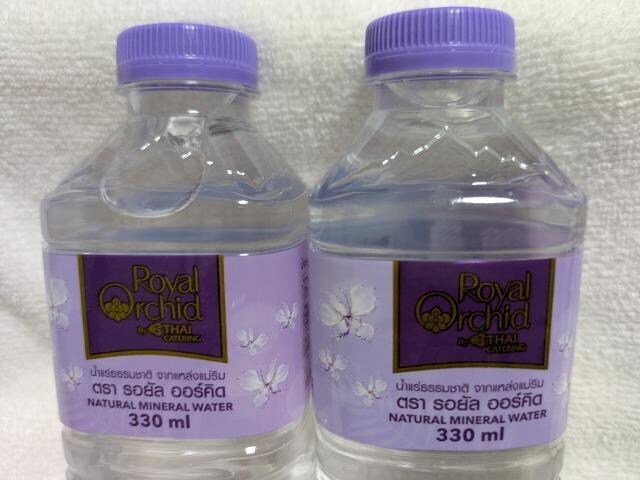 Royal
Orchid
By THAI
CATERING
น้ำแร่ธรรมชาติ จากแหล่งแม่ริม
ตรา รอยัล ออร์คิด
NATURAL MINERAL WATER
330 ml
Royal
Orchid
By THAI
CATERING
น้ำแร่ธรรมชาติ จากแหล่งแม่ริม
ตรา รอยัล ออร์คิด
NATURAL MINERAL WATER
330 ml